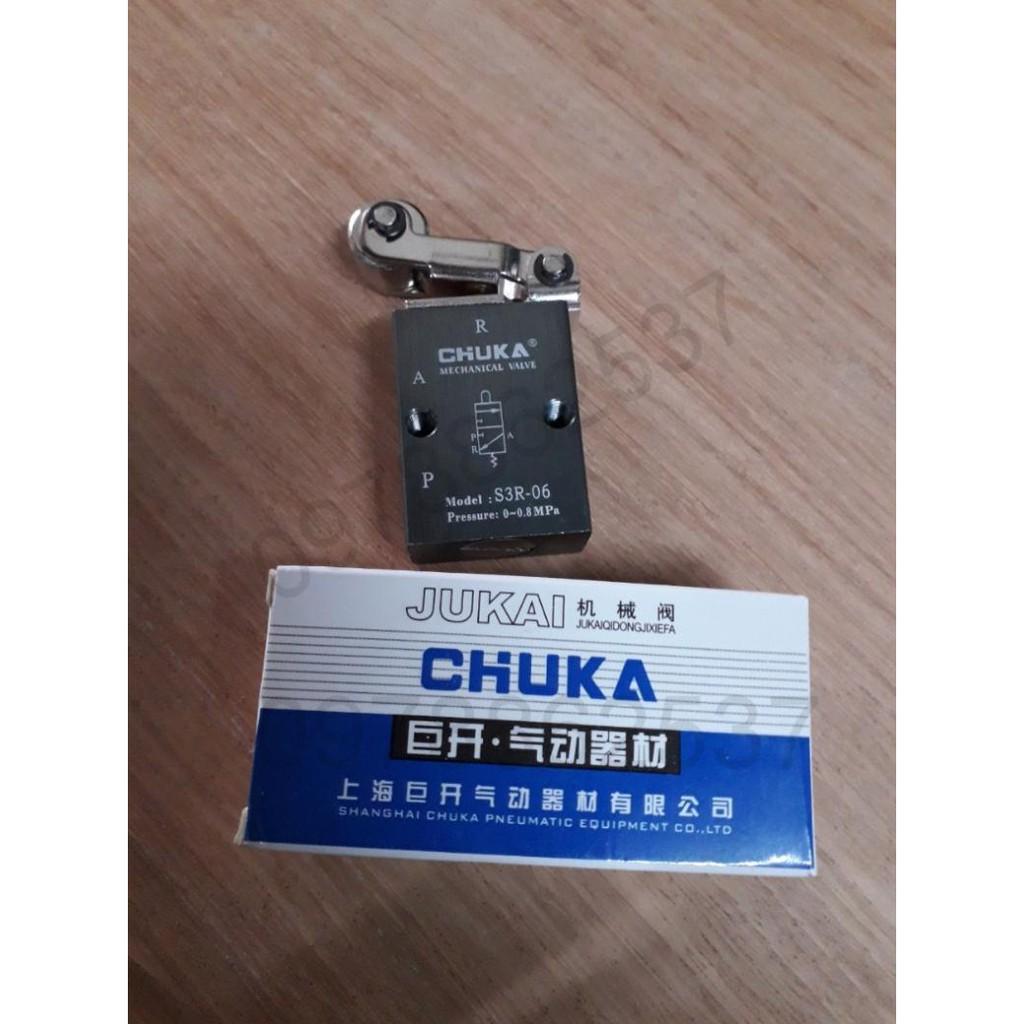 R
CHUKA®
MECHANICAL VALVE
A
P A
R
P
Model : S3R-06
Pressure: 0~0.8MPa
JUKAI 机械阀
JUKAIQIDONGJIXIEFA
CHUKA
巨开·气动器材
上海巨开气动器材有限公司
SHANGHAI CHUKA PNEUMATIC EQUIPMENT CO.,LTD
0979862537
0979862537